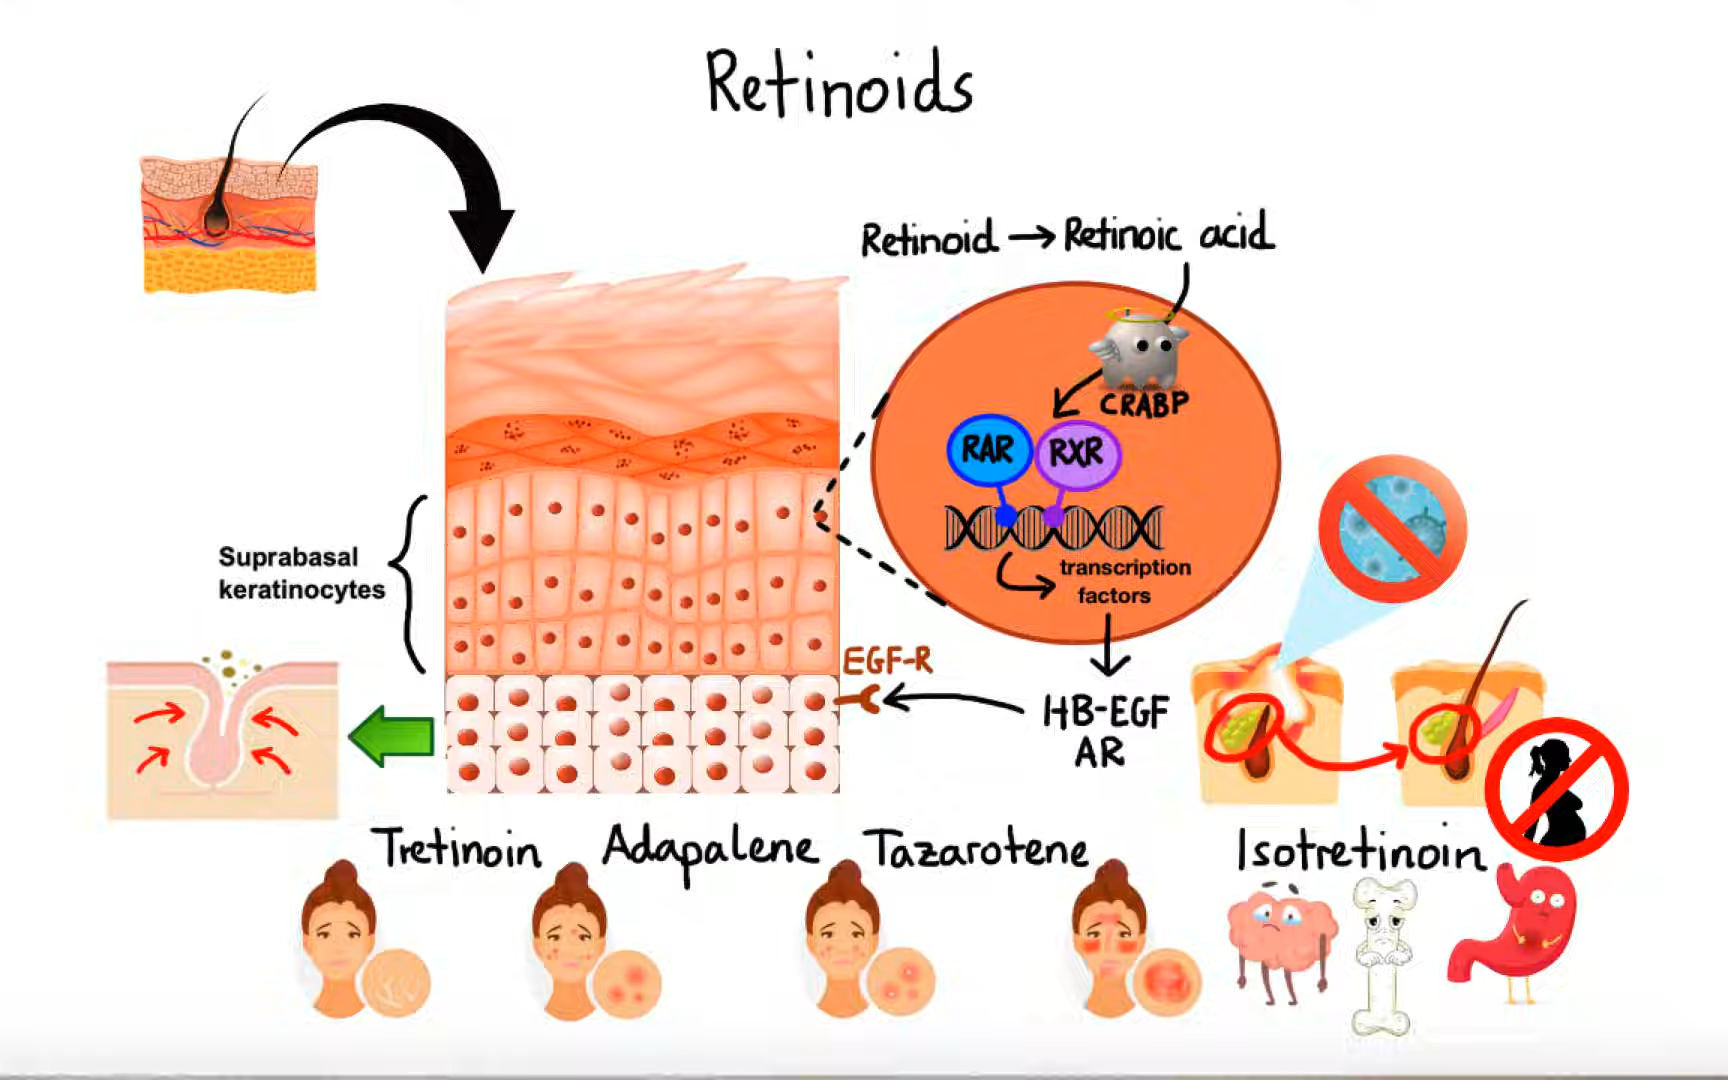 Retinoids
Retinoid → Retinoic acid
CRABP
RAR RXR
transcription
factors
Suprabasal
keratinocytes
EGF-R
HB-EGF
AR
Tretinoin Adapalene Tazarotene Isotretinoin